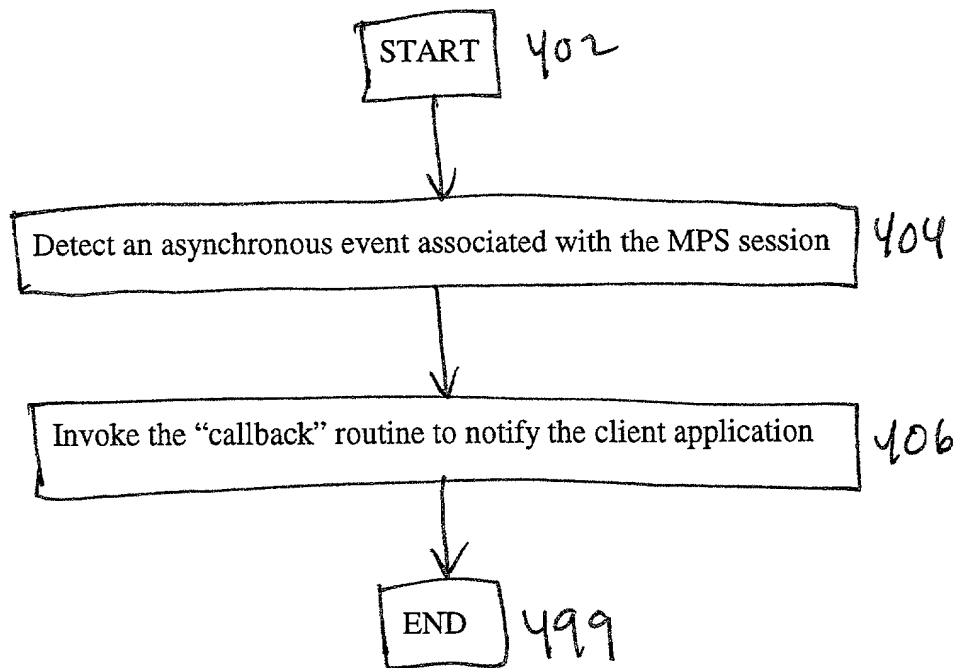 START 402
Detect an asynchronous event associated with the MPS session 404
Invoke the “callback” routine to notify the client application 406
END 499